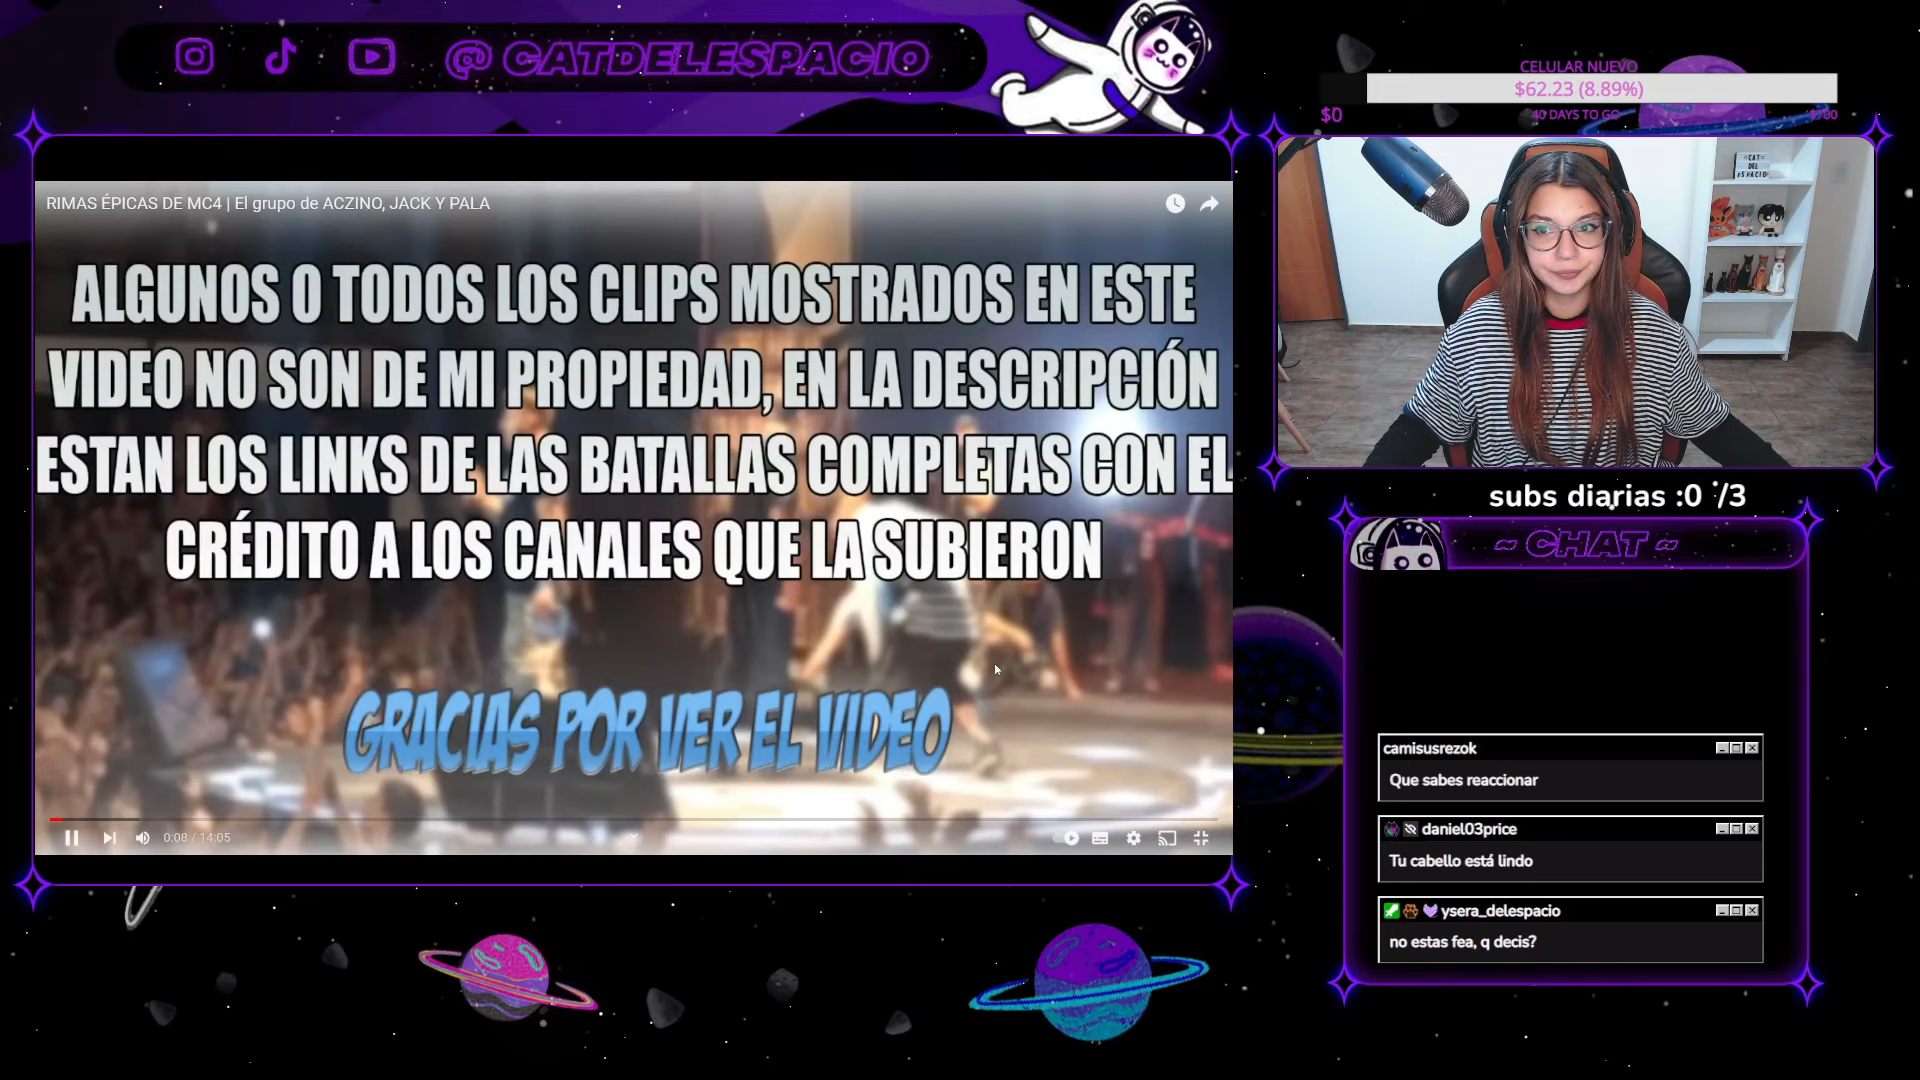 @ CATDELESPACIO
CELULAR NUEVO
$62.23 (8.89%)
$0
40 DAYS TO GO
$700
RIMAS ÉPICAS DE MC4 | El grupo de ACZINO, JACK Y PALA
ALGUNOS O TODOS LOS CLIPS MOSTRADOS EN ESTE
VIDEO NO SON DE MI PROPIEDAD, EN LA DESCRIPCIÓN
ESTAN LOS LINKS DE LAS BATALLAS COMPLETAS CON EL
CRÉDITO A LOS CANALES QUE LA SUBIERON
GRACIAS POR VER EL VIDEO
0:08 / 14:05
CAT
DEL
ESPACIO
subs diarias :0 /3
~ CHAT ~
camisusrezok
Que sabes reaccionar
daniel03price
Tu cabello está lindo
ysera_delespacio
no estas fea, q decis?